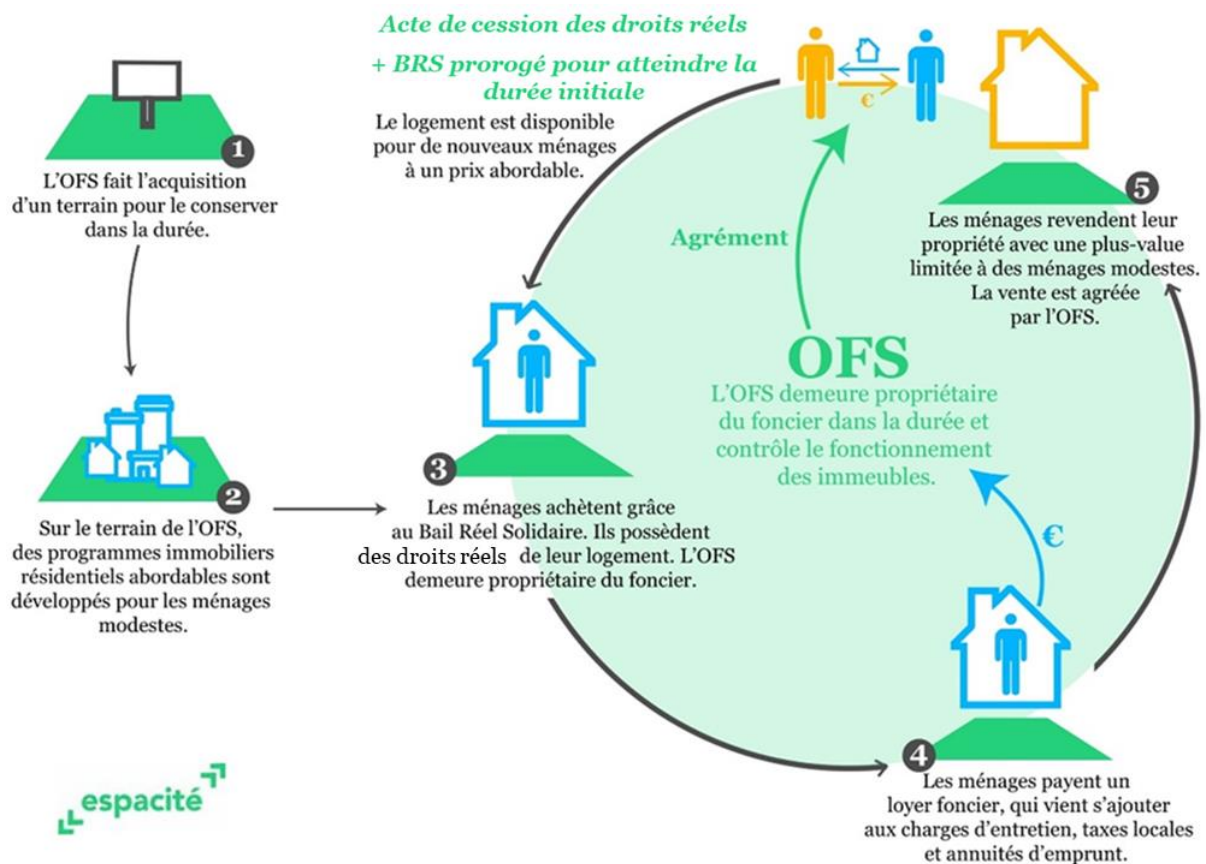 1
L'OFS fait l'acquisition
d'un terrain pour le conserver
dans la durée.
2
Sur le terrain de l'OFS,
des programmes immobiliers
résidentiels abordables sont
développés pour les ménages
modestes.
Acte de cession des droits réels
+ BRS prorogé pour atteindre la
durée initiale
Le logement est disponible
pour de nouveaux ménages
à un prix abordable.
3
Les ménages achètent grâce
au Bail Réel Solidaire. Ils possèdent
des droits réels de leur logement. L'OFS
demeure propriétaire du foncier.
€
Agrément
OFS
L'OFS demeure propriétaire
du foncier dans la durée et
contrôle le fonctionnement
des immeubles.
€
4
Les ménages payent un
loyer foncier, qui vient s'ajouter
aux charges d'entretien, taxes locales
et annuités d'emprunt.
5
Les ménages revendent leur
propriété avec une plus-value
limitée à des ménages modestes.
La vente est agréée
par l'OFS.
espacité